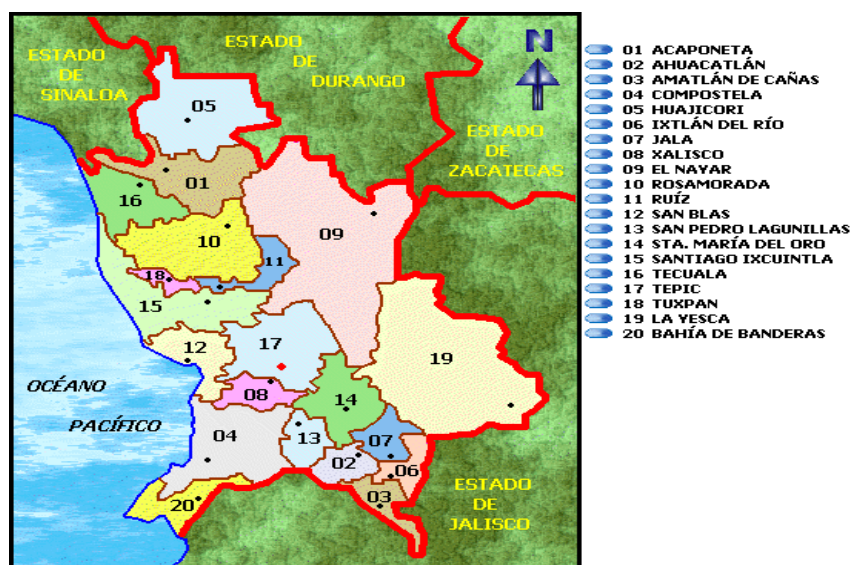 ESTADO
DE
SINALOA
ESTADO
DE
DURANGO
N
ESTADO
DE
ZACATECAS
05
01
16
10
09
11
18
15
12
17
19
08
14
OCÉANO
PACÍFICO
04
13
07
02
06
20
03
ESTADO
DE
JALISCO
01 ACAPONETA
02 AHUACATLÁN
03 AMATLÁN DE CAÑAS
04 COMPOSTELA
05 HUAJICORI
06 IXTLÁN DEL RÍO
07 JALA
08 XALISCO
09 EL NAYAR
10 ROSAMORADA
11 RUÍZ
12 SAN BLAS
13 SAN PEDRO LAGUNILLAS
14 STA. MARÍA DEL ORO
15 SANTIAGO IXCUINTLA
16 TECUALA
17 TEPIC
18 TUXPAN
19 LA YESCA
20 BAHÍA DE BANDERAS